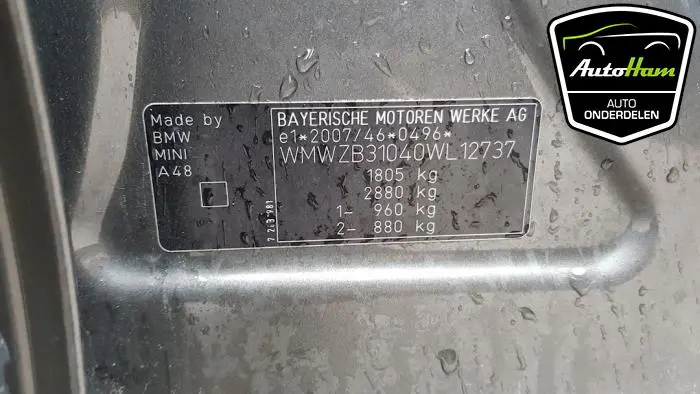 Made by
BMW
MINI
A48
BAYERISCHE MOTOREN WERKE AG
e1*2007/46*0496*
WMWZB31040WL12737
1805 kg
2880 kg
1- 960 kg
2- 880 kg
AutoHam
AUTO
ONDERDELEN